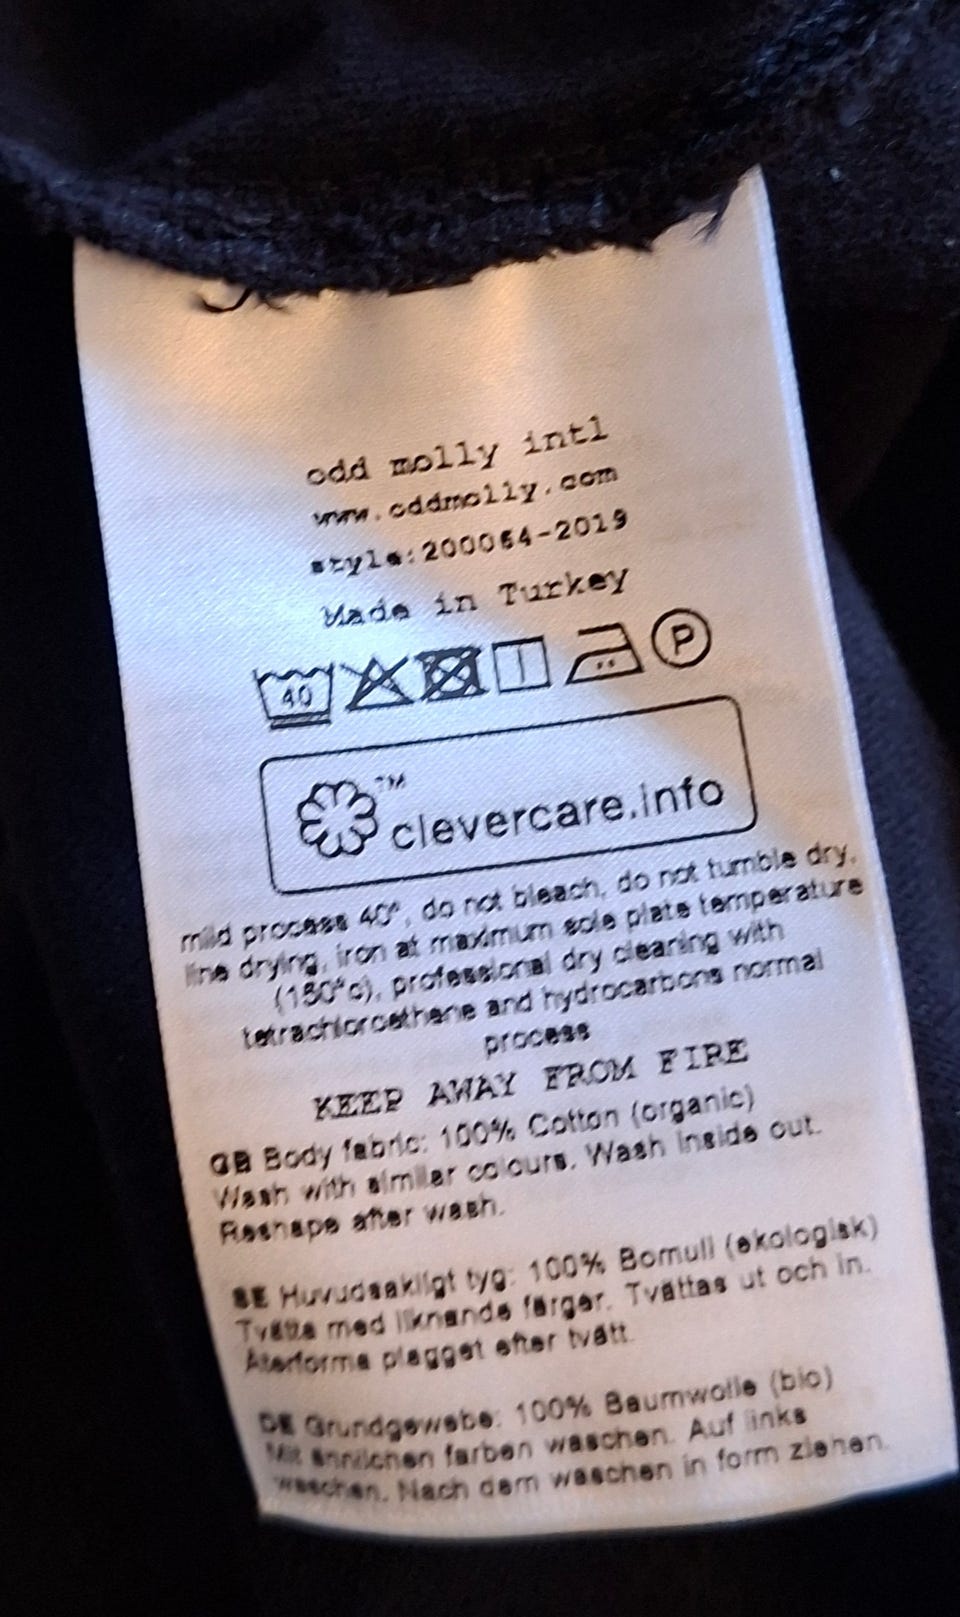 odd molly intl
www.oddmolly.com
style:200064-2019
Made in Turkey
40 P
™
clevercare.info
mild process 40°, do not bleach, do not tumble dry,
line drying, iron at maximum sole plate temperature
(150°c), professional dry cleaning with
tetrachloroethene and hydrocarbons normal
process
KEEP AWAY FROM FIRE
GB Body fabric: 100% Cotton (organic)
Wash with similar colours. Wash inside out.
Reshape after wash.
SE Huvudsakligt tyg: 100% Bomull (ekologisk)
Tvätta med liknande färger. Tvättas ut och in.
Återforma plagget efter tvätt.
DE Grundgewebe: 100% Baumwolle (bio)
Mit ähnlichen farben waschen. Auf links
waschen. Nach dem waschen in form ziehen.